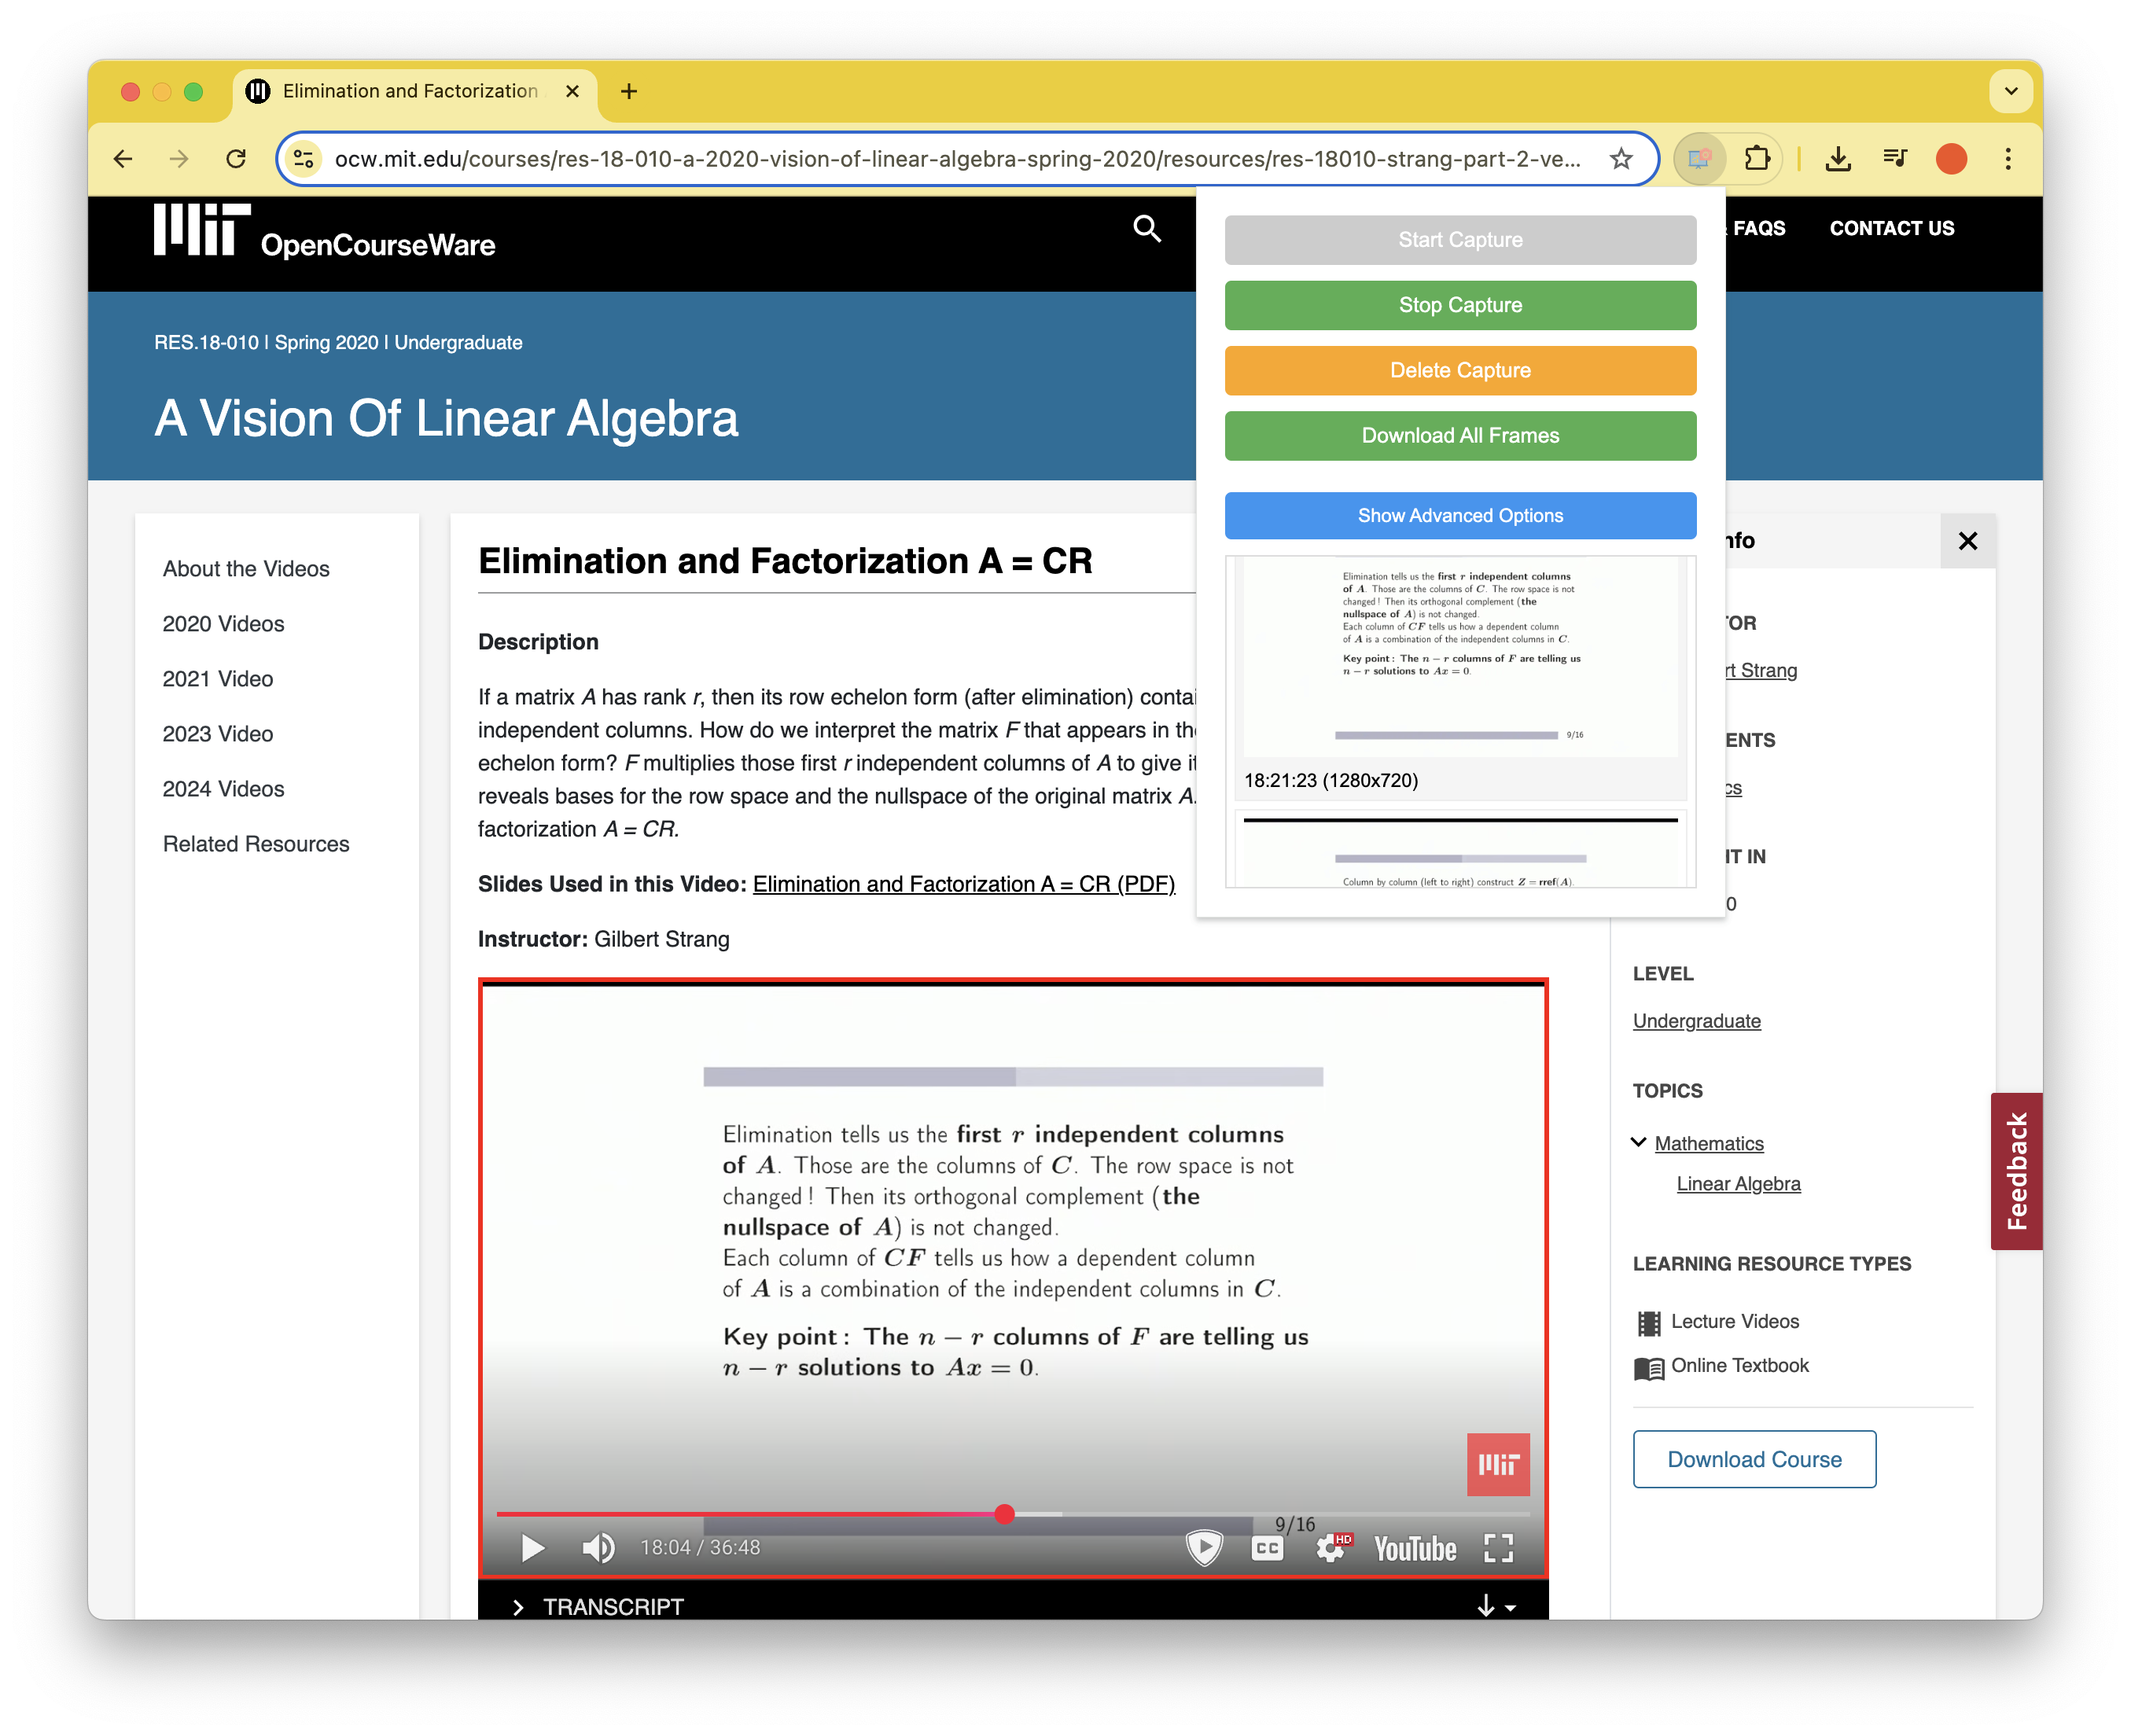 Elimination and Factorization
ocw.mit.edu/courses/res-18-010-a-2020-vision-of-linear-algebra-spring-2020/resources/res-18010-strang-part-2-ve...
MIT OpenCourseWare
FAQS
CONTACT US
Start Capture
Stop Capture
Delete Capture
Download All Frames
Show Advanced Options
Elimination tells us the first r independent columns
of A. Those are the columns of C. The row space is not
changed! Then its orthogonal complement (the
nullspace of A) is not changed.
Each column of CF tells us how a dependent column
of A is a combination of the independent columns in C.
Key point: The n − r columns of F are telling us
n − r solutions to Ax = 0.
9/16
18:21:23 (1280x720)
Column by column (left to right) construct Z = rref(A).
RES.18-010 | Spring 2020 | Undergraduate
A Vision Of Linear Algebra
About the Videos
2020 Videos
2021 Video
2023 Video
2024 Videos
Related Resources
Elimination and Factorization A = CR
Description
If a matrix A has rank r, then its row echelon form (after elimination) contai
independent columns. How do we interpret the matrix F that appears in th
echelon form? F multiplies those first r independent columns of A to give it
reveals bases for the row space and the nullspace of the original matrix A.
factorization A = CR.
Slides Used in this Video: Elimination and Factorization A = CR (PDF)
Instructor: Gilbert Strang
Elimination tells us the first r independent columns
of A. Those are the columns of C. The row space is not
changed! Then its orthogonal complement (the
nullspace of A) is not changed.
Each column of CF tells us how a dependent column
of A is a combination of the independent columns in C.
Key point: The n − r columns of F are telling us
n − r solutions to Ax = 0.
MIT
9/16
18:04 / 36:48
CC
HD
YouTube
TRANSCRIPT
nfo
TOR
rt Strang
ENTS
cs
IT IN
0
LEVEL
Undergraduate
TOPICS
Mathematics
Linear Algebra
LEARNING RESOURCE TYPES
Lecture Videos
Online Textbook
Download Course
Feedback